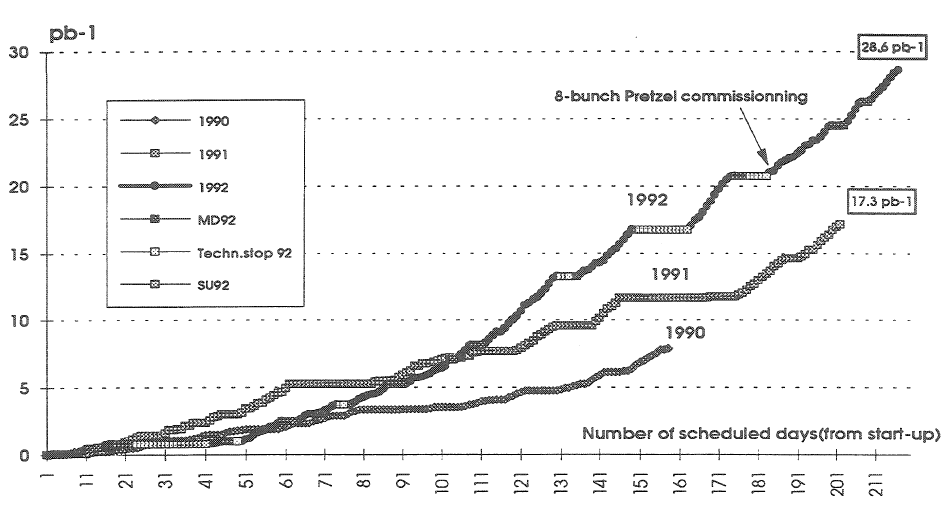 pb-1
28.6 pb-1
30
8-bunch Pretzel commissionning
25
1990
1991
1992
MD92
Techn.stop 92
SU92
20
1992
17.3 pb-1
15
1991
10
1990
5
Number of scheduled days(from start-up)
0
1 11 21 31 41 51 61 71 81 91 101 111 121 131 141 151 161 171 181 191 201 211